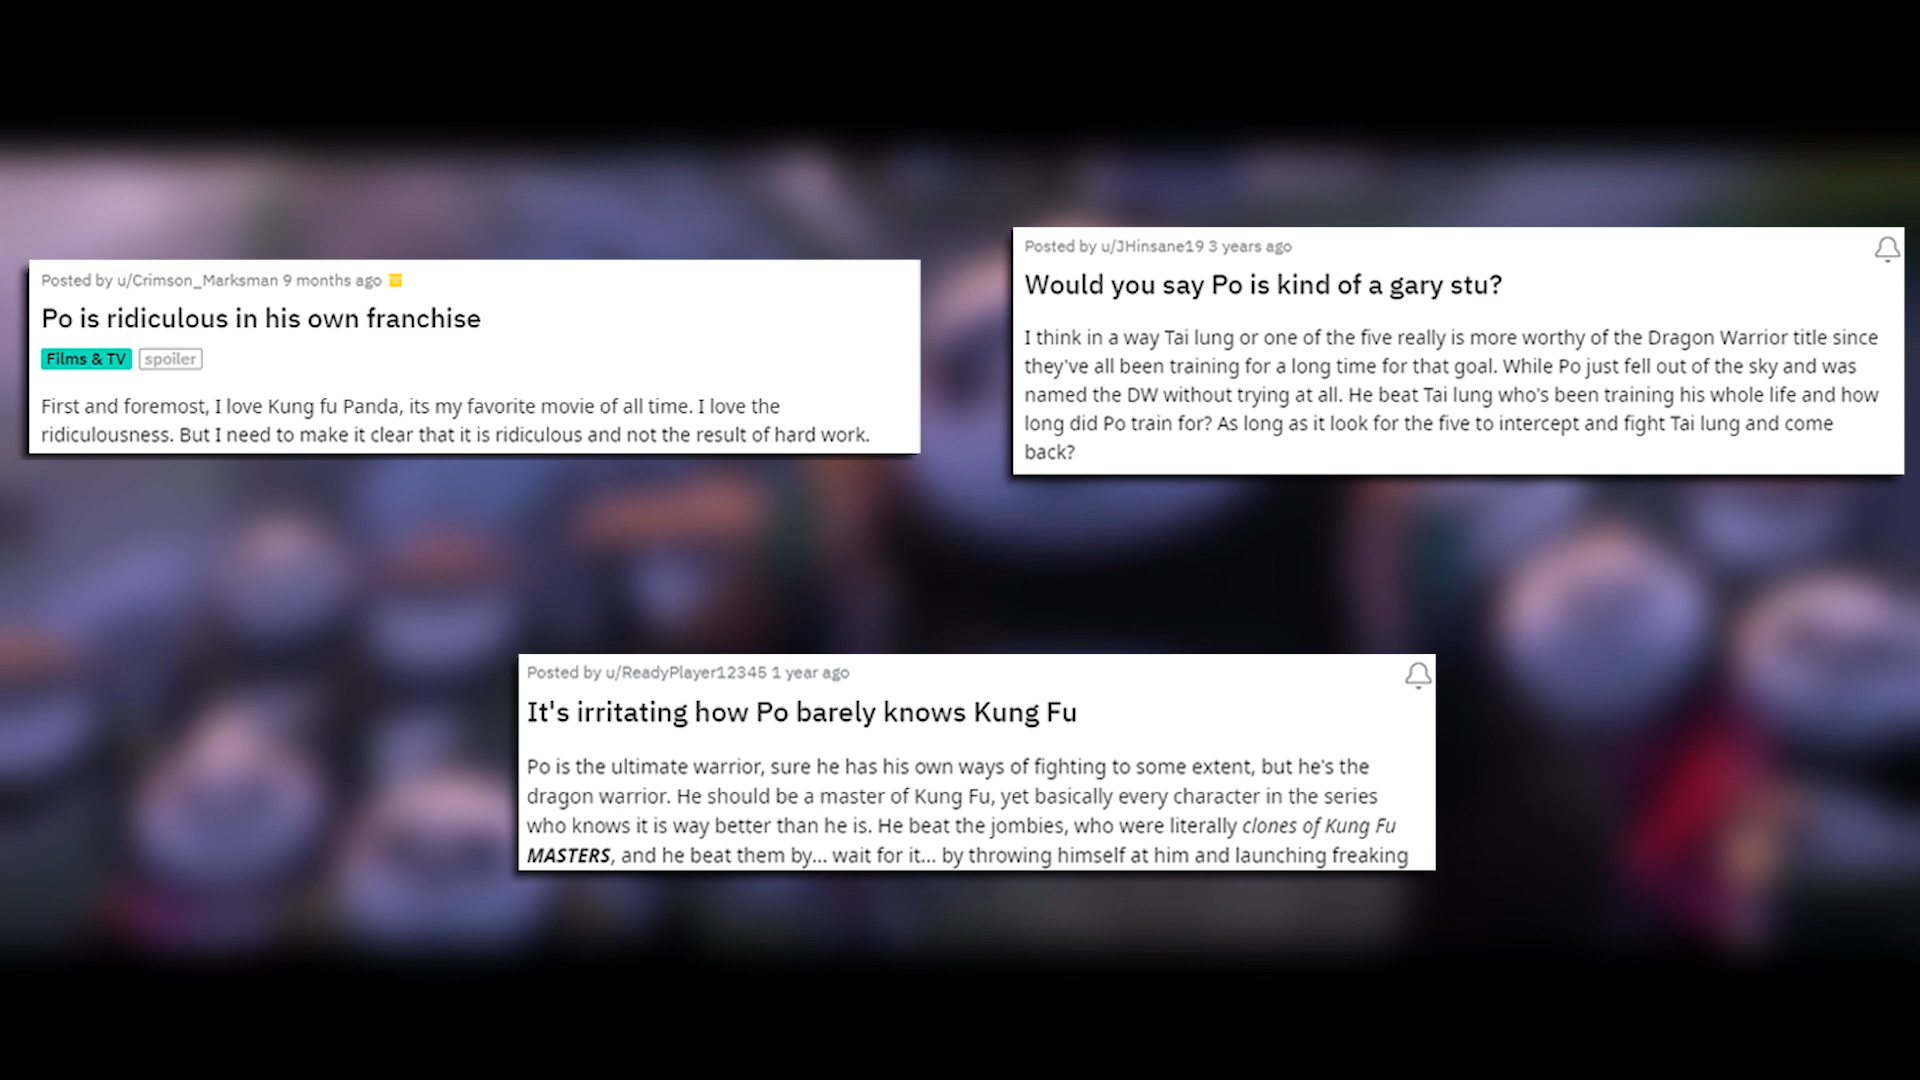 Posted by u/Crimson_Marksman 9 months ago
Po is ridiculous in his own franchise
Films & TV spoiler
First and foremost, I love Kung fu Panda, its my favorite movie of all time. I love the
ridiculousness. But I need to make it clear that it is ridiculous and not the result of hard work.
Posted by u/JHinsane19 3 years ago
Would you say Po is kind of a gary stu?
I think in a way Tai lung or one of the five really is more worthy of the Dragon Warrior title since
they've all been training for a long time for that goal. While Po just fell out of the sky and was
named the DW without trying at all. He beat Tai lung who's been training his whole life and how
long did Po train for? As long as it look for the five to intercept and fight Tai lung and come
back?
Posted by u/ReadyPlayer12345 1 year ago
It's irritating how Po barely knows Kung Fu
Po is the ultimate warrior, sure he has his own ways of fighting to some extent, but he's the
dragon warrior. He should be a master of Kung Fu, yet basically every character in the series
who knows it is way better than he is. He beat the jombies, who were literally clones of Kung Fu
MASTERS, and he beat them by... wait for it... by throwing himself at him and launching freaking